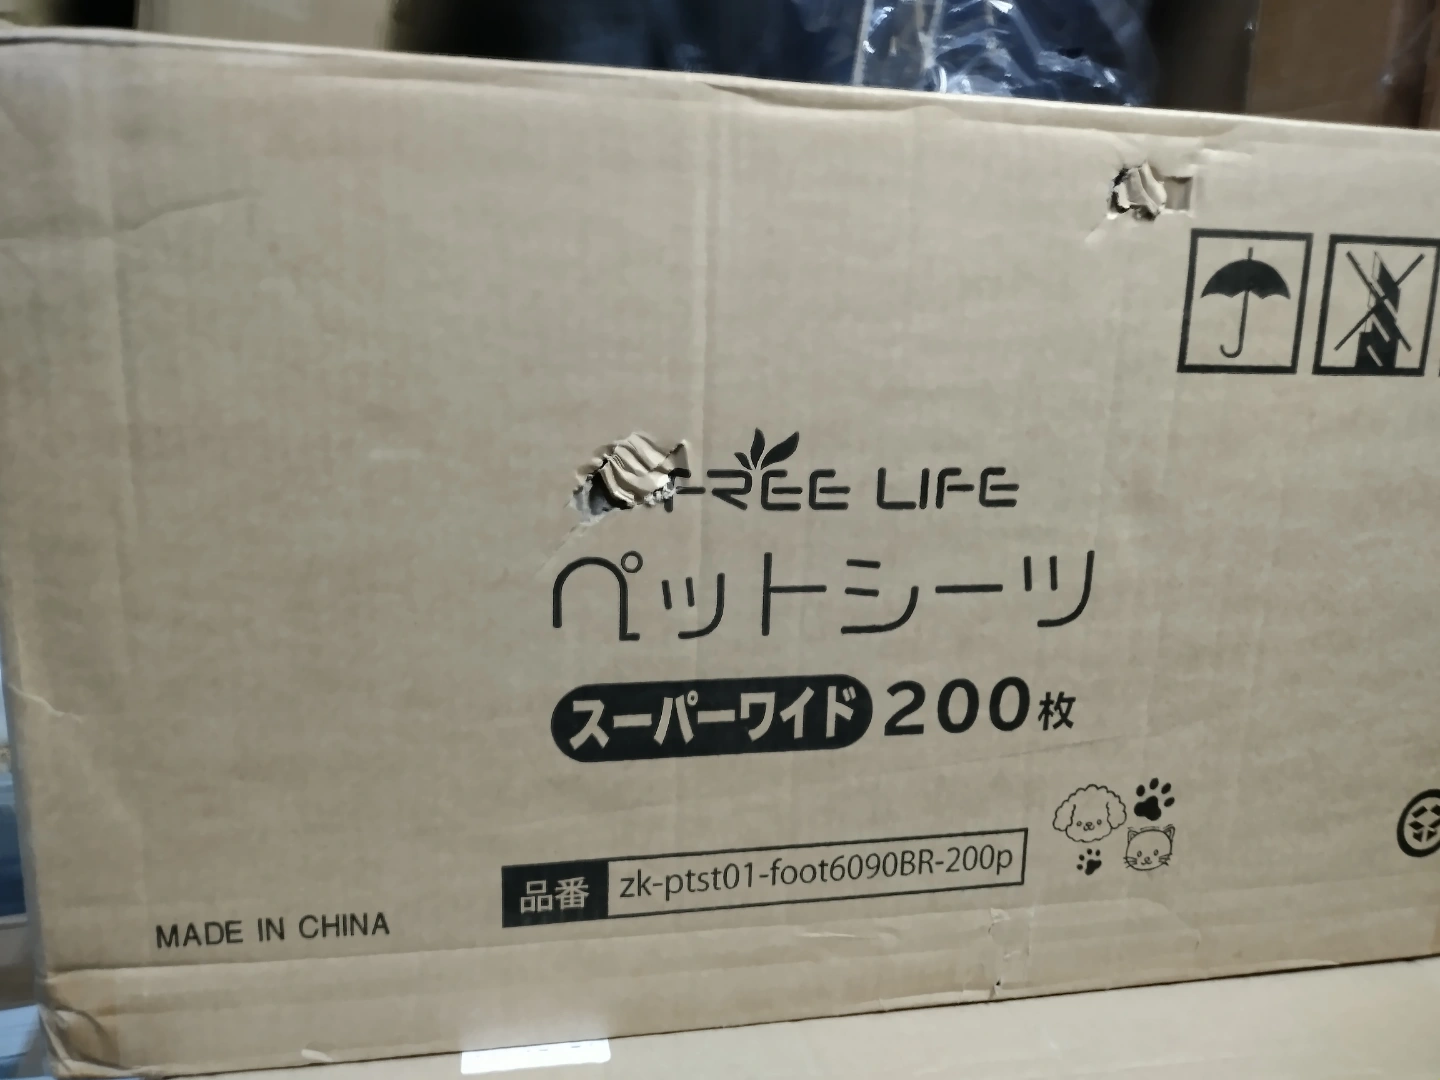 FREE LIFE
ペットシーツ
スーパーワイド 200枚
品番 zk-ptst01-foot6090BR-200p
MADE IN CHINA